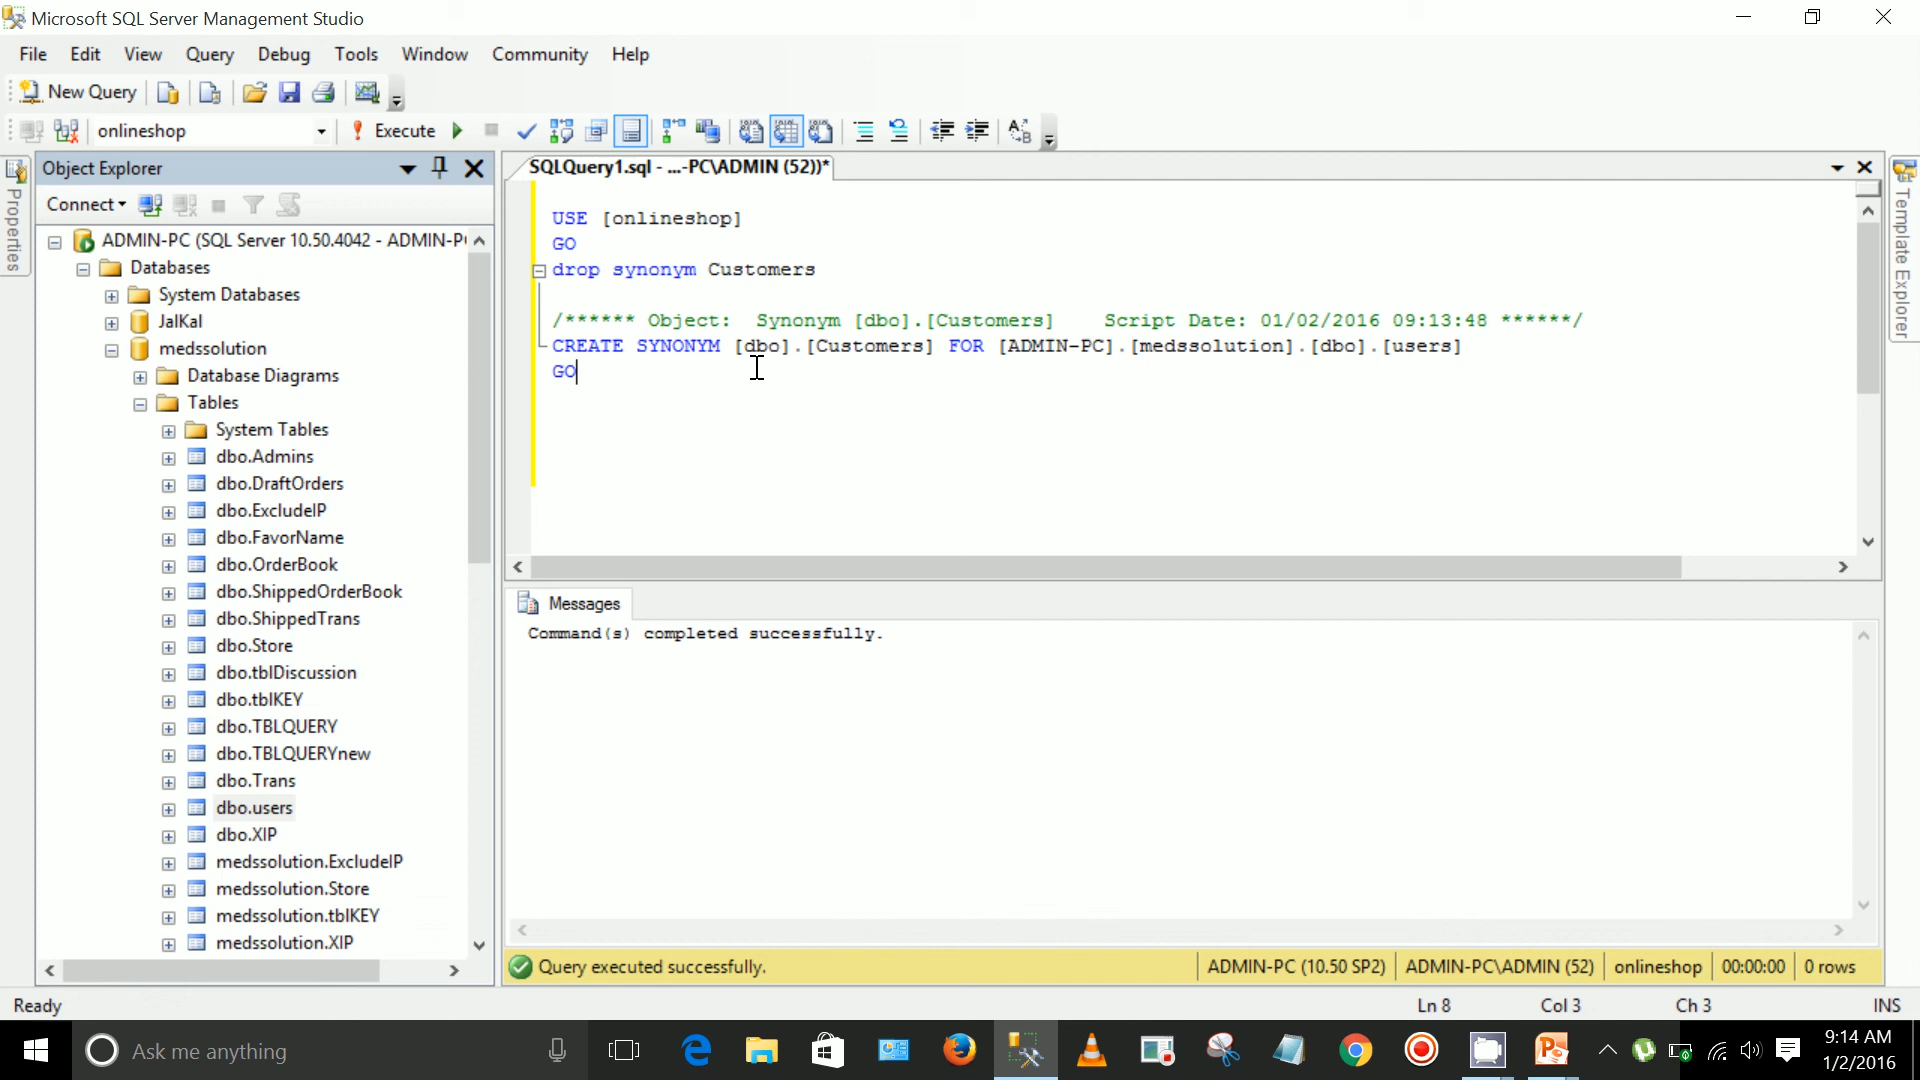 Microsoft SQL Server Management Studio
File Edit View Query Debug Tools Window Community Help
New Query
onlineshop Execute
Object Explorer
SQLQuery1.sql - ...-PC\ADMIN (52))*
Properties
Template Explorer
Connect
ADMIN-PC (SQL Server 10.50.4042 - ADMIN-P
Databases
System Databases
JalKal
medssolution
Database Diagrams
Tables
System Tables
dbo.Admins
dbo.DraftOrders
dbo.ExcludeIP
dbo.FavorName
dbo.OrderBook
dbo.ShippedOrderBook
dbo.ShippedTrans
dbo.Store
dbo.tblDiscussion
dbo.tblKEY
dbo.TBLQUERY
dbo.TBLQUERYnew
dbo.Trans
dbo.users
dbo.XIP
medssolution.ExcludeIP
medssolution.Store
medssolution.tblKEY
medssolution.XIP
USE [onlineshop]
GO
drop synonym Customers
/****** Object:  Synonym [dbo].[Customers]    Script Date: 01/02/2016 09:13:48 ******/
CREATE SYNONYM [dbo].[Customers] FOR [ADMIN-PC].[medssolution].[dbo].[users]
GO
Messages
Command(s) completed successfully.
Query executed successfully. ADMIN-PC (10.50 SP2) ADMIN-PC\ADMIN (52) onlineshop 00:00:00 0 rows
Ready Ln 8 Col 3 Ch 3 INS
Ask me anything
9:14 AM
1/2/2016